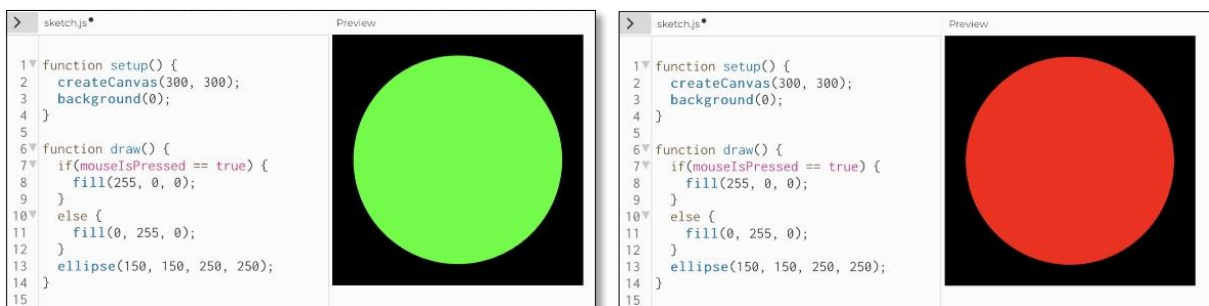 > sketch.js•
Preview
1 function setup() {
2 createCanvas(300, 300);
3 background(0);
4 }
5
6 function draw() {
7 if(mouseIsPressed == true) {
8 fill(255, 0, 0);
9 }
10 else {
11 fill(0, 255, 0);
12 }
13 ellipse(150, 150, 250, 250);
14 }
15
> sketch.js•
Preview
1 function setup() {
2 createCanvas(300, 300);
3 background(0);
4 }
5
6 function draw() {
7 if(mouseIsPressed == true) {
8 fill(255, 0, 0);
9 }
10 else {
11 fill(0, 255, 0);
12 }
13 ellipse(150, 150, 250, 250);
14 }
15